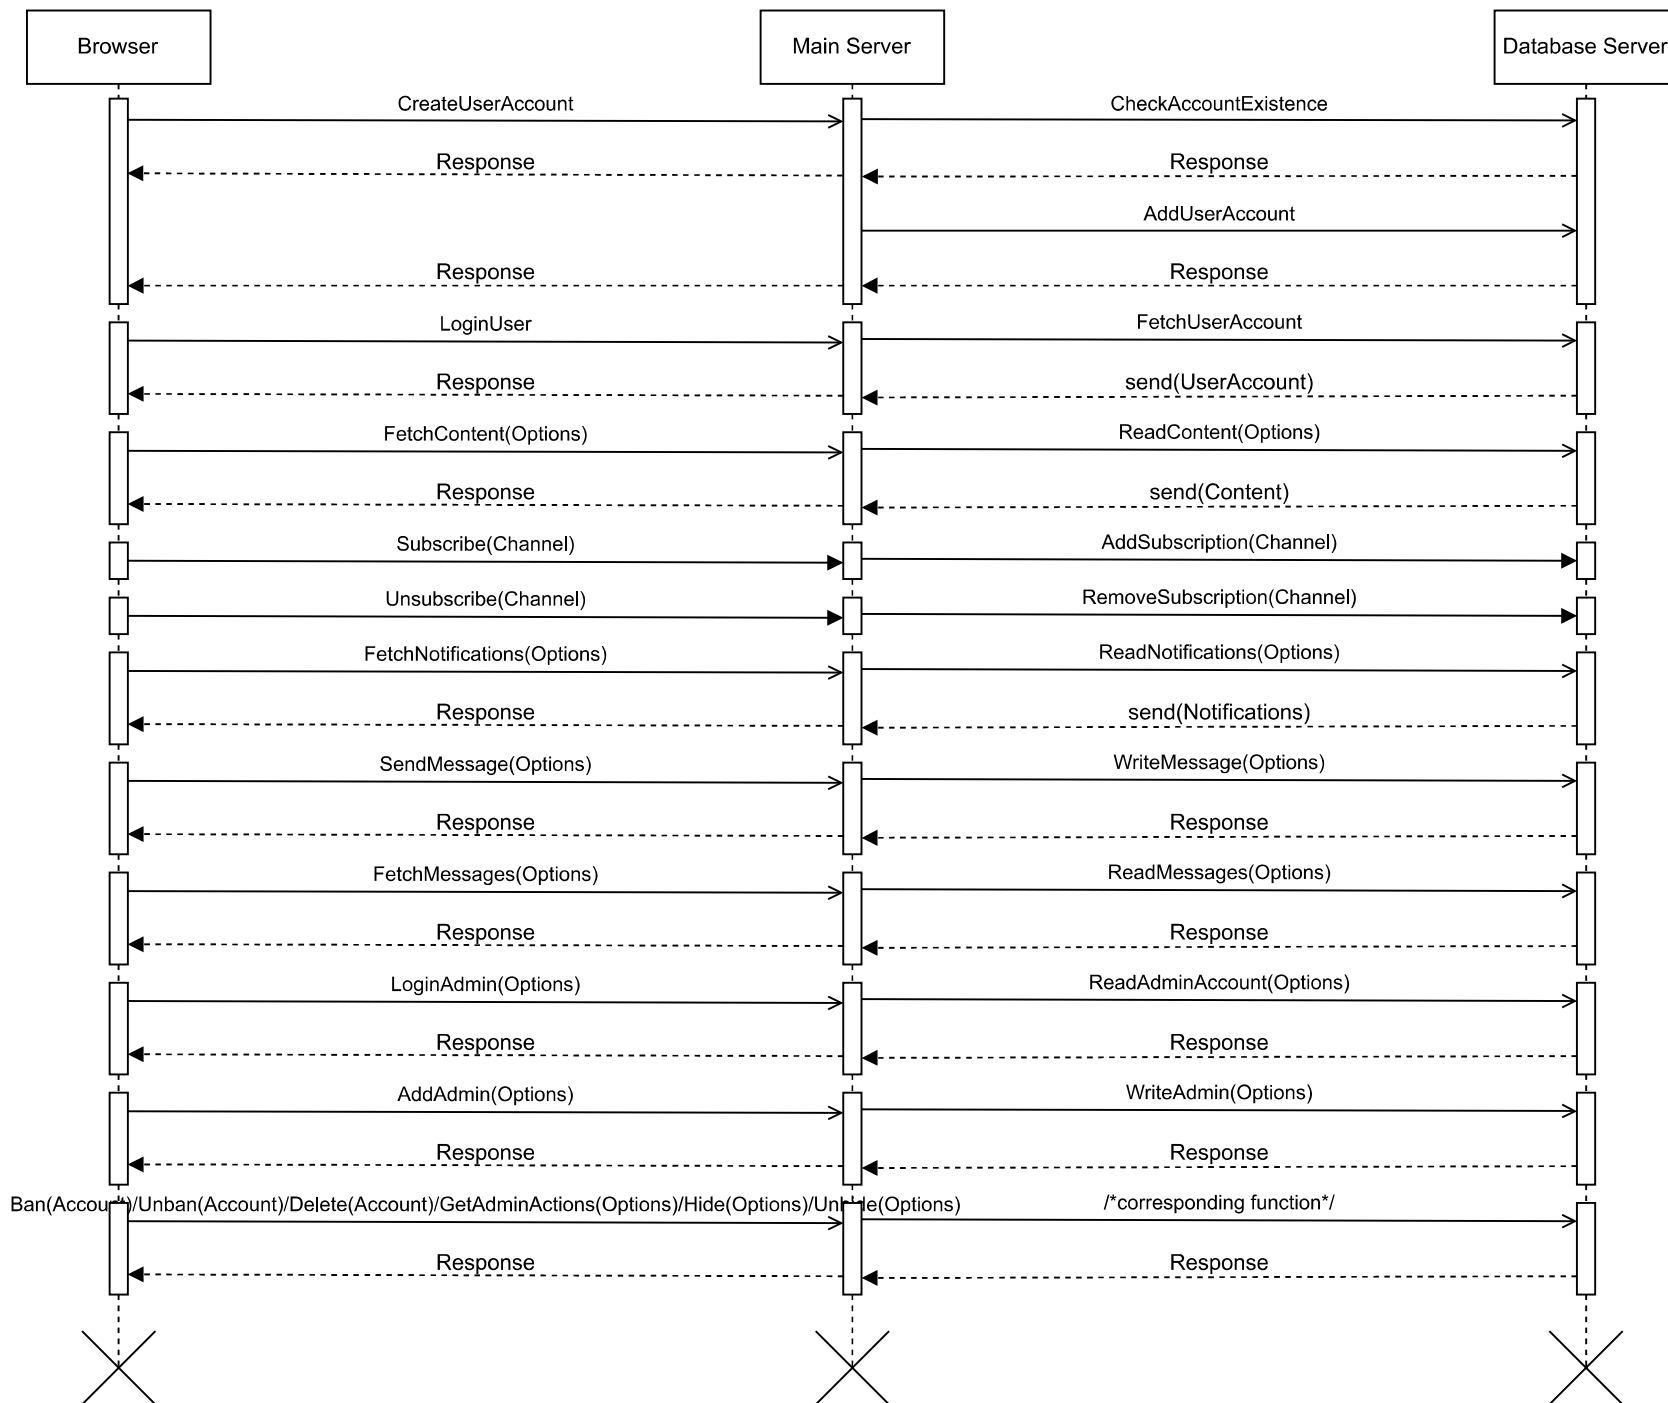 Browser
Main Server
Database Server
CreateUserAccount
CheckAccountExistence
Response
Response
AddUserAccount
Response
Response
LoginUser
FetchUserAccount
Response
send(UserAccount)
FetchContent(Options)
ReadContent(Options)
Response
send(Content)
Subscribe(Channel)
AddSubscription(Channel)
Unsubscribe(Channel)
RemoveSubscription(Channel)
FetchNotifications(Options)
ReadNotifications(Options)
Response
send(Notifications)
SendMessage(Options)
WriteMessage(Options)
Response
Response
FetchMessages(Options)
ReadMessages(Options)
Response
Response
LoginAdmin(Options)
ReadAdminAccount(Options)
Response
Response
AddAdmin(Options)
WriteAdmin(Options)
Response
Response
Ban(Account)/Unban(Account)/Delete(Account)/GetAdminActions(Options)/Hide(Options)/Unhide(Options)
/*corresponding function*/
Response
Response